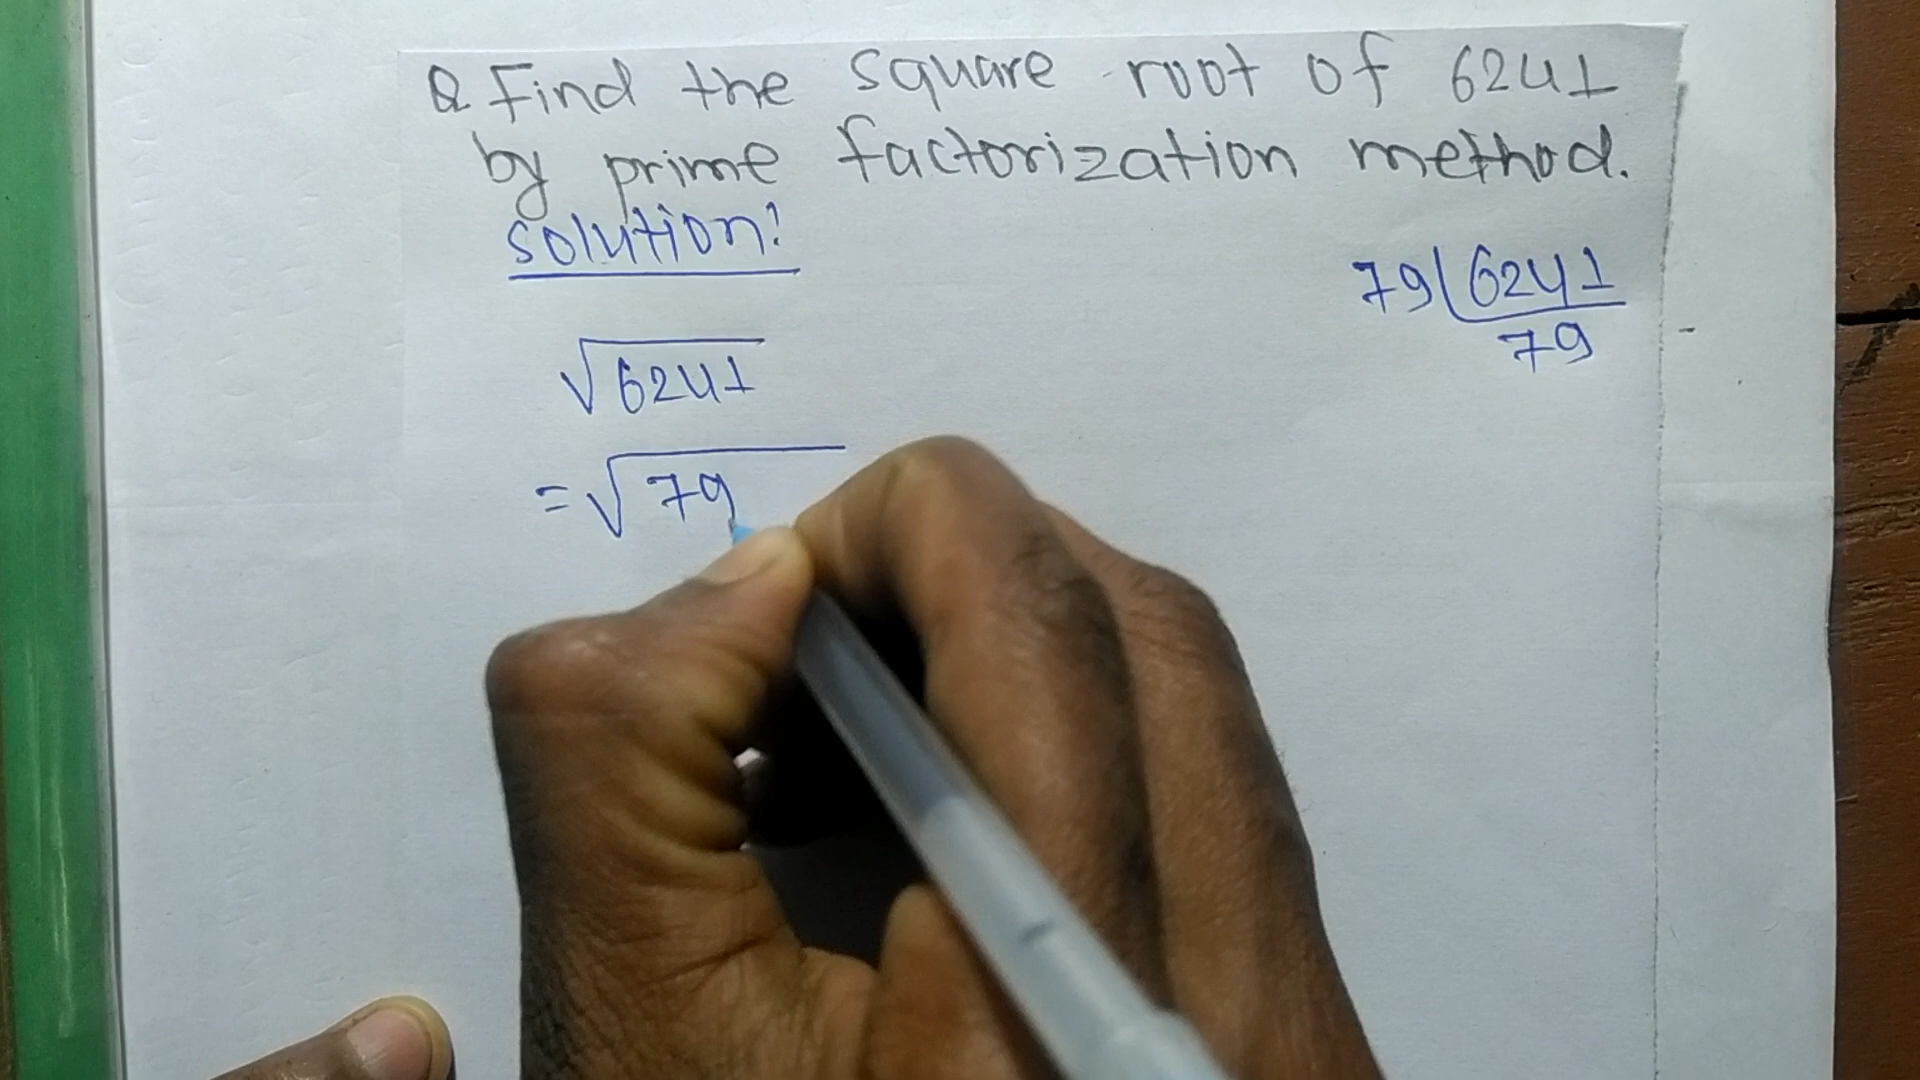 Q Find the square root of 6241
by prime factorization method.
solution:
79 | 6241
79
√6241
= √79